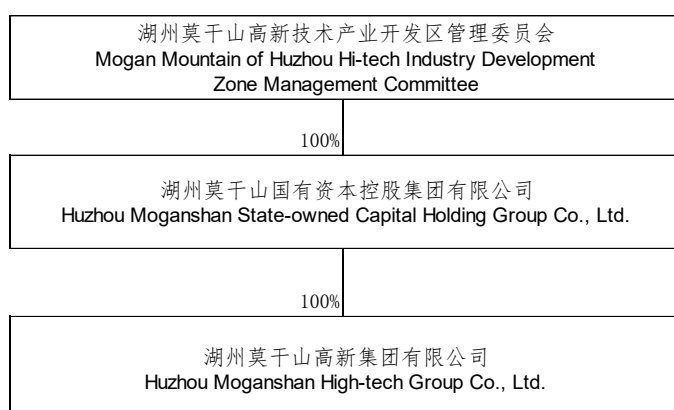 湖州莫干山高新技术产业开发区管理委员会
Mogan Mountain of Huzhou Hi-tech Industry Development
Zone Management Committee
100%
湖州莫干山国有资本控股集团有限公司
Huzhou Moganshan State-owned Capital Holding Group Co., Ltd.
100%
湖州莫干山高新集团有限公司
Huzhou Moganshan High-tech Group Co., Ltd.